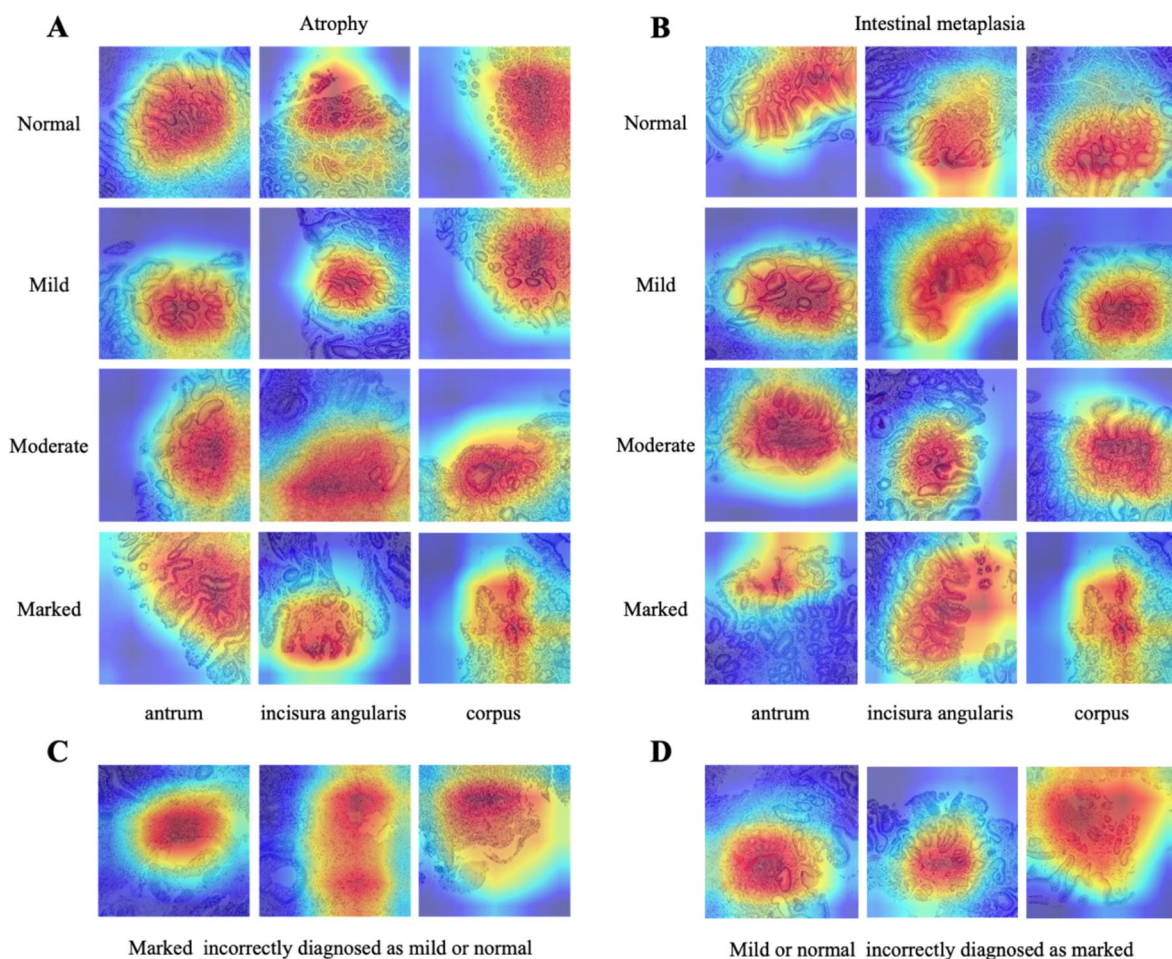 A
Atrophy
Normal
Mild
Moderate
Marked
antrum
incisura angularis
corpus
B
Intestinal metaplasia
Normal
Mild
Moderate
Marked
antrum
incisura angularis
corpus
C
Marked incorrectly diagnosed as mild or normal
D
Mild or normal incorrectly diagnosed as marked